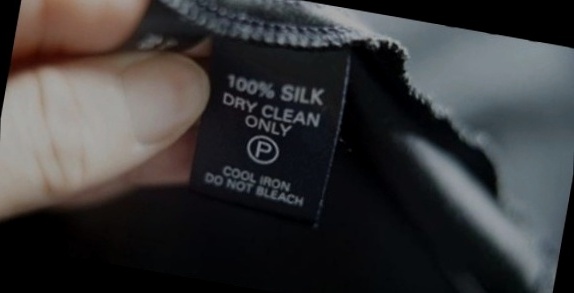 100% SILK
DRY CLEAN
ONLY
P
COOL IRON
DO NOT BLEACH